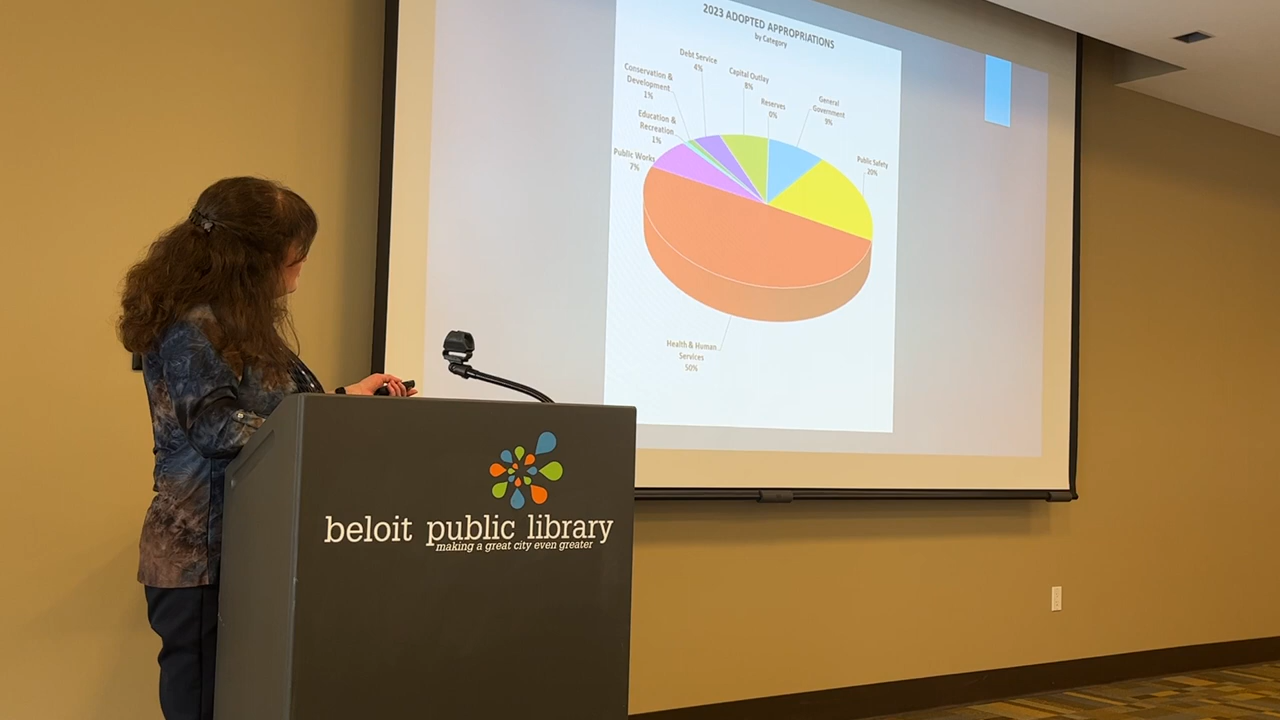 2023 ADOPTED APPROPRIATIONS
by Category
Debt Service
4%
Capital Outlay
8%
Conservation &
Development
1%
Reserves
0%
General
Government
9%
Education &
Recreation
1%
Public Works
7%
Public Safety
20%
Health & Human
Services
50%
beloit public library
making a great city even greater